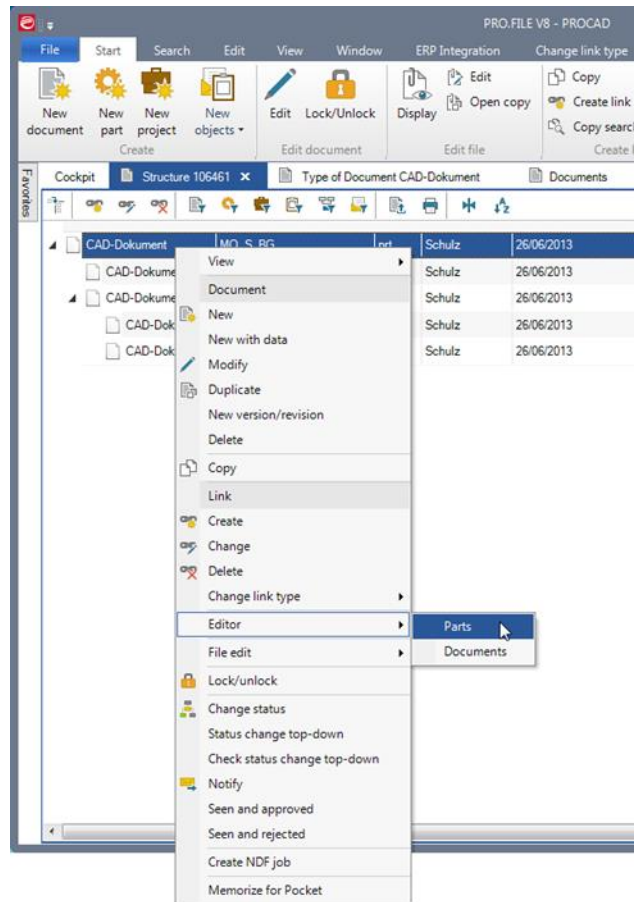 PRO.FILE V8 - PROCAD
File Start Search Edit View Window ERP Integration Change link type
New document New part New project New objects Edit Lock/Unlock Display Edit Open copy Copy Create link Copy searc
Create Edit document Edit file Create l
Favorites
Cockpit Structure 106461 × Type of Document CAD-Dokument Documents
CAD-Dokument MO_S_BG prt Schulz 26/06/2013
CAD-Dokume Schulz 26/06/2013
CAD-Dokume Schulz 26/06/2013
CAD-Dok Schulz 26/06/2013
CAD-Dok Schulz 26/06/2013
View
Document
New
New with data
Modify
Duplicate
New version/revision
Delete
Copy
Link
Create
Change
Delete
Change link type
Editor Parts
File edit Documents
Lock/unlock
Change status
Status change top-down
Check status change top-down
Notify
Seen and approved
Seen and rejected
Create NDF job
Memorize for Pocket